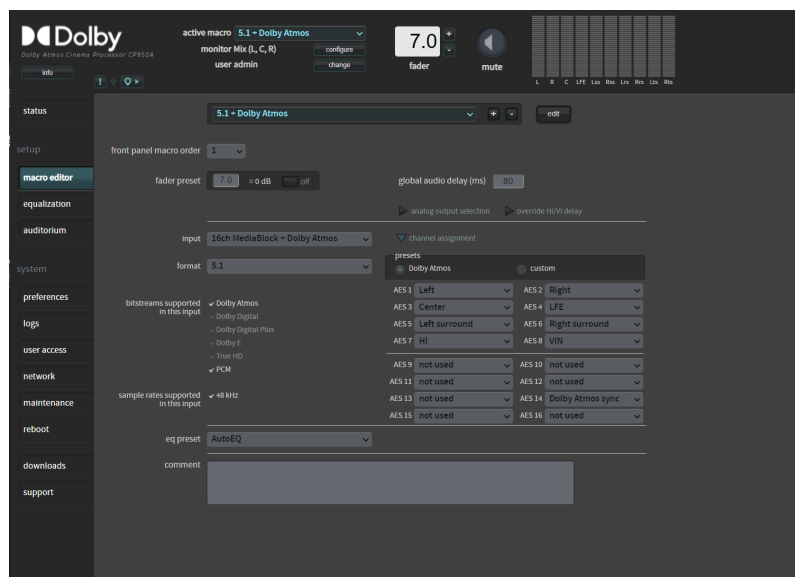 Dolby
Dolby Atmos Cinema Processor CP950A
info
active macro 5.1 + Dolby Atmos
monitor Mix (L, C, R) configure
user admin change
7.0 + -
fader
mute
L R C LFE Lss Rss Lrs Rrs Lts Rts
status
setup
macro editor
equalization
auditorium
system
preferences
logs
user access
network
maintenance
reboot
downloads
support
5.1 + Dolby Atmos + - edit
front panel macro order 1
fader preset 7.0 = 0 dB off
global audio delay (ms) 80
analog output selection override HI/VI delay
input 16ch MediaBlock + Dolby Atmos
channel assignment
format 5.1
presets
Dolby Atmos custom
bitstreams supported
in this input
Dolby Atmos
- Dolby Digital
- Dolby Digital Plus
- Dolby E
- True HD
PCM
sample rates supported
in this input
48 kHz
AES 1 Left AES 2 Right
AES 3 Center AES 4 LFE
AES 5 Left surround AES 6 Right surround
AES 7 HI AES 8 VIN
AES 9 not used AES 10 not used
AES 11 not used AES 12 not used
AES 13 not used AES 14 Dolby Atmos sync
AES 15 not used AES 16 not used
eq preset AutoEQ
comment